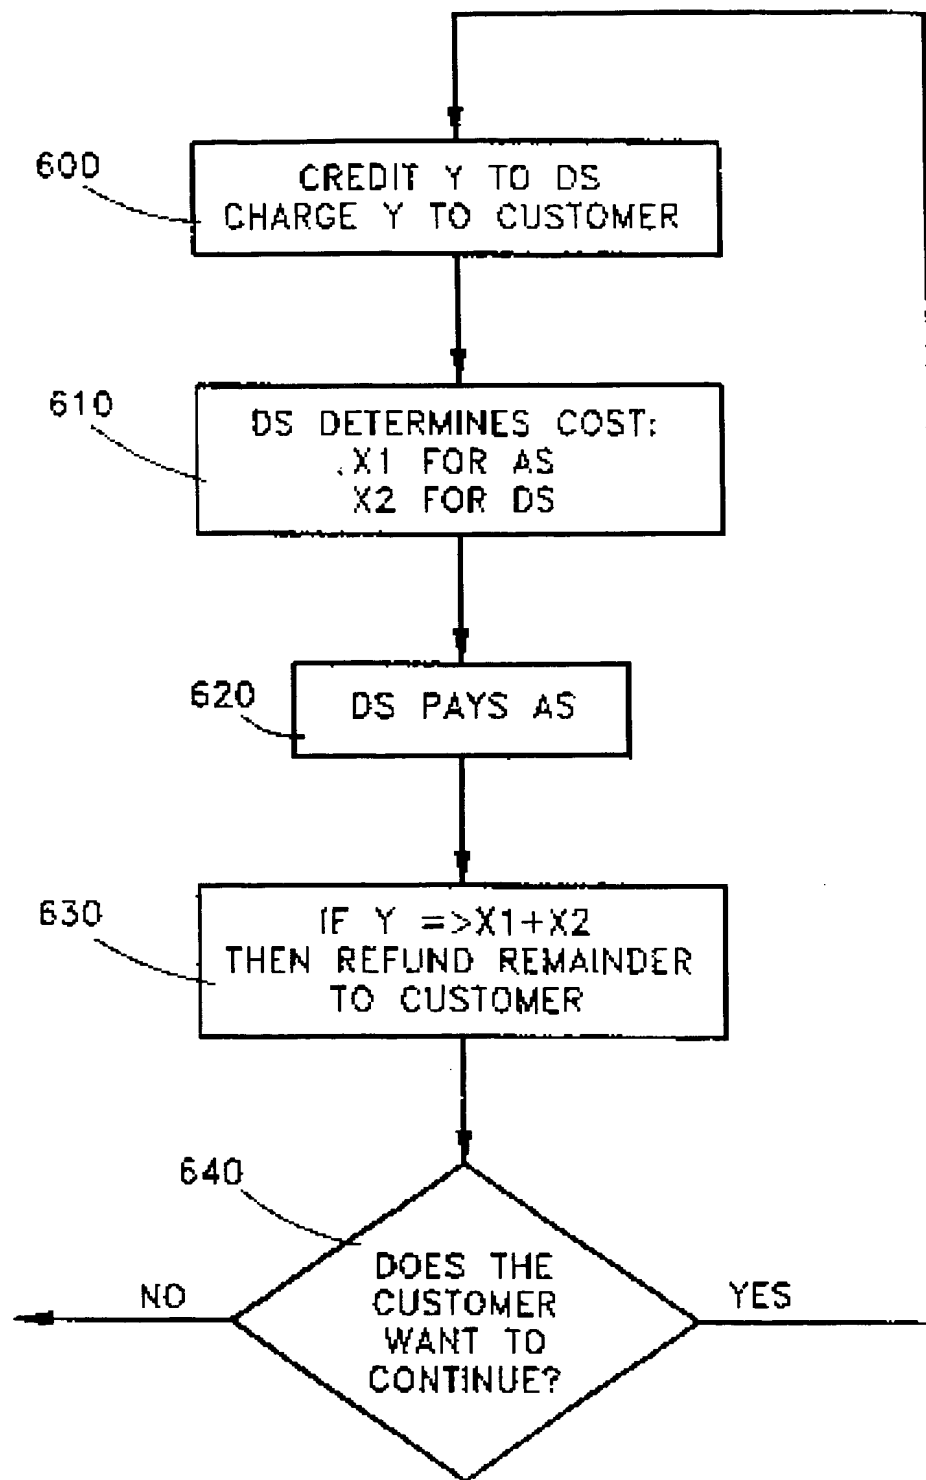 600
CREDIT Y TO DS
CHARGE Y TO CUSTOMER
610
DS DETERMINES COST:
.X1 FOR AS
X2 FOR DS
620
DS PAYS AS
630
IF Y =>X1+X2
THEN REFUND REMAINDER
TO CUSTOMER
640
DOES THE
CUSTOMER
WANT TO
CONTINUE?
NO
YES